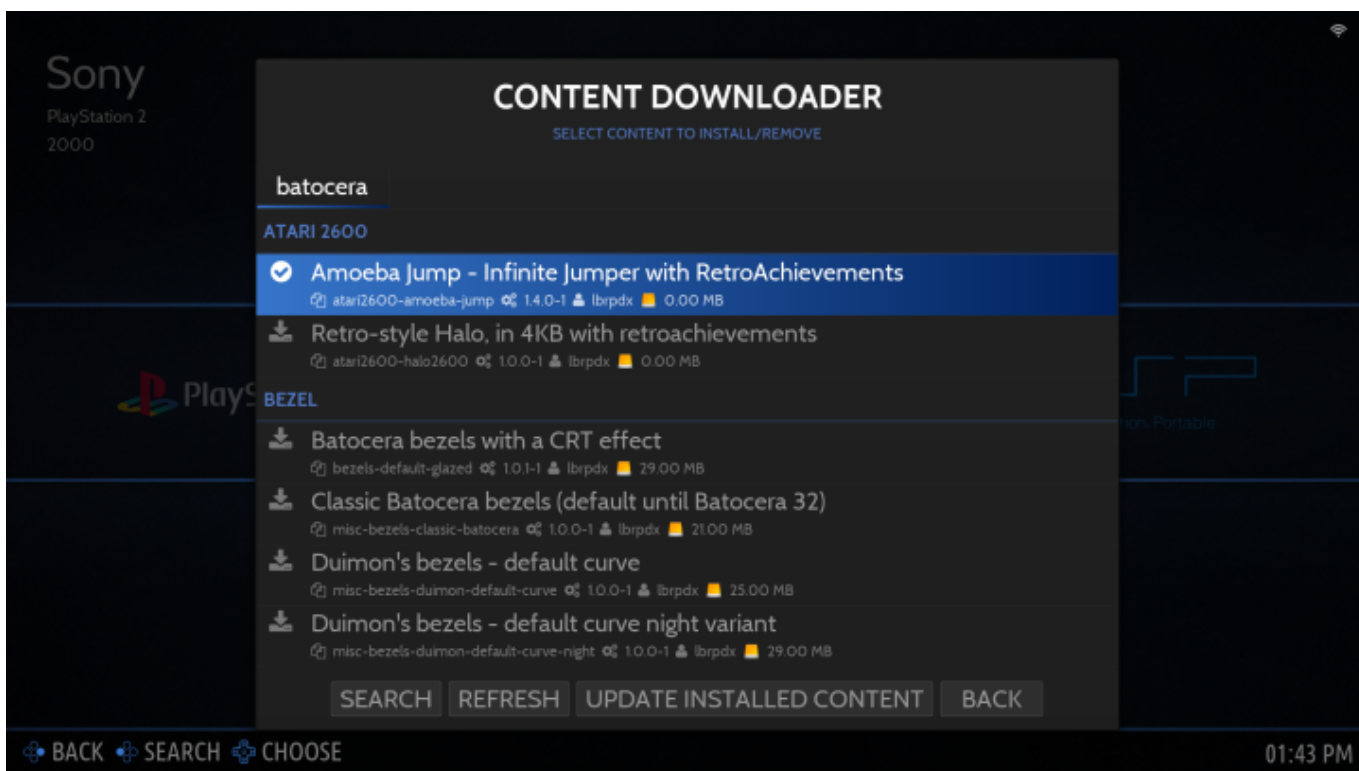 Sony
PlayStation 2
2000
CONTENT DOWNLOADER
SELECT CONTENT TO INSTALL/REMOVE
batocera
ATARI 2600
Amoeba Jump - Infinite Jumper with RetroAchievements
atari2600-amoeba-jump 1.4.0-1 lbrpdx 0.00 MB
Retro-style Halo, in 4KB with retroachievements
atari2600-halo2600 1.0.0-1 lbrpdx 0.00 MB
PlayS
BEZEL
Batocera bezels with a CRT effect
bezels-default-glazed 1.0.1-1 lbrpdx 29.00 MB
Classic Batocera bezels (default until Batocera 32)
misc-bezels-classic-batocera 1.0.0-1 lbrpdx 21.00 MB
Duimon's bezels - default curve
misc-bezels-duimon-default-curve 1.0.0-1 lbrpdx 25.00 MB
Duimon's bezels - default curve night variant
misc-bezels-duimon-default-curve-night 1.0.0-1 lbrpdx 29.00 MB
Portable
SEARCH REFRESH UPDATE INSTALLED CONTENT BACK
BACK SEARCH CHOOSE
01:43 PM